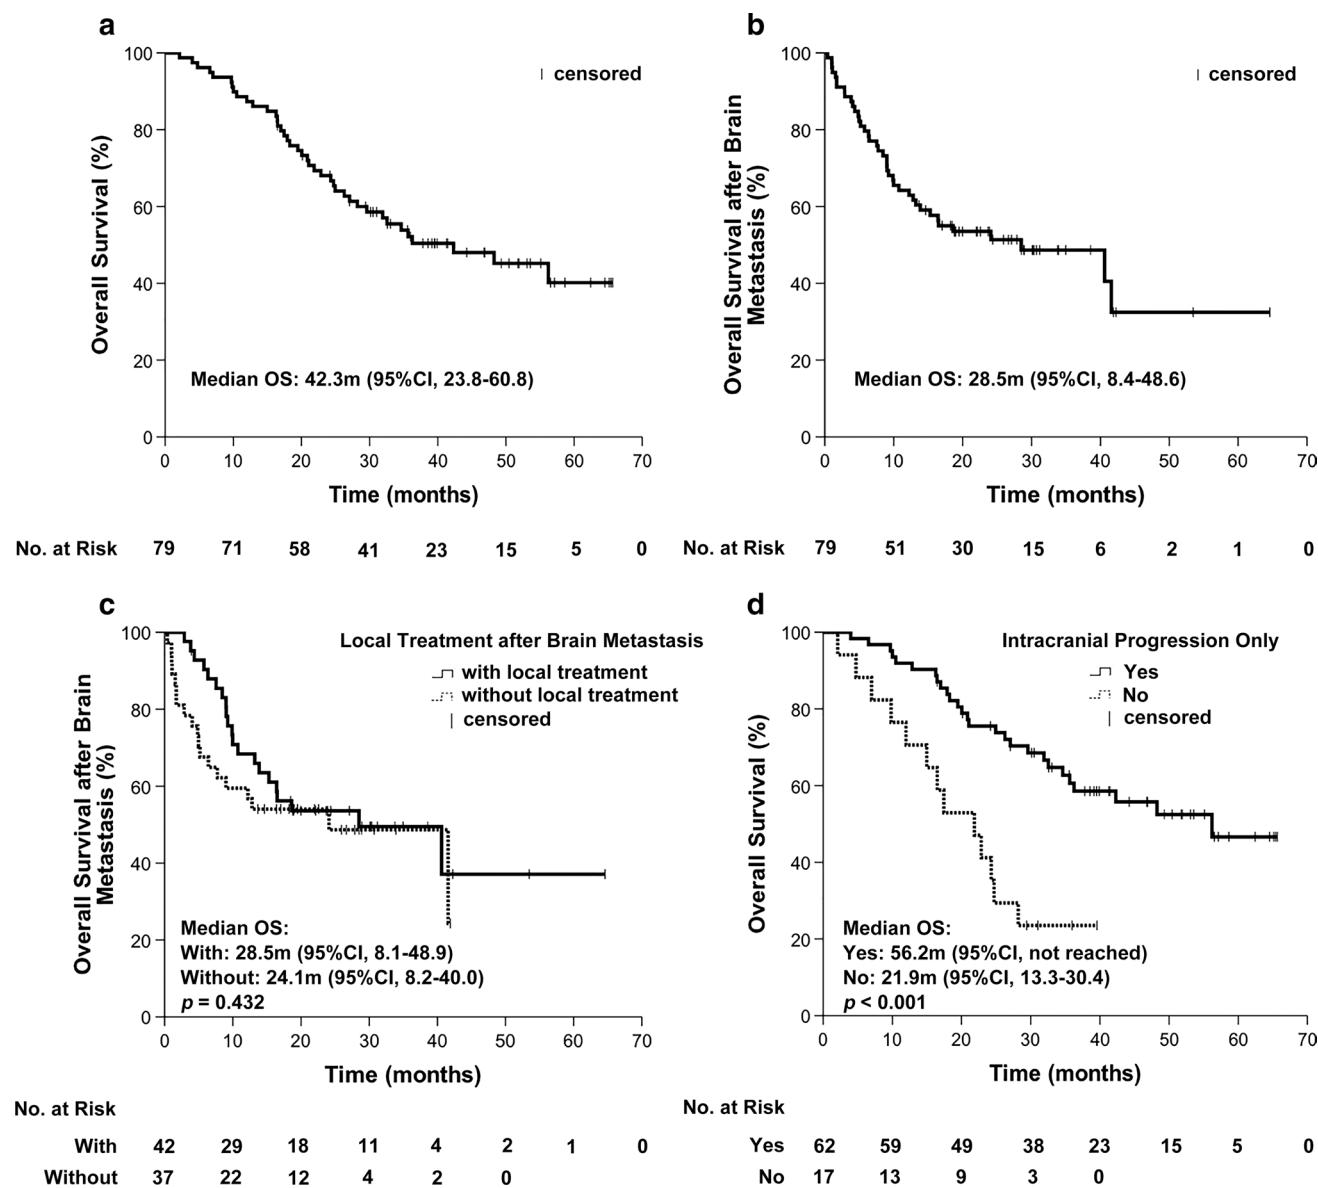 a
100
80
60
40
20
0
Overall Survival (%)
censored
Median OS: 42.3m (95%CI, 23.8-60.8)
0 10 20 30 40 50 60 70
Time (months)
No. at Risk 79 71 58 41 23 15 5 0
b
100
80
60
40
20
0
Overall Survival after Brain
Metastasis (%)
censored
Median OS: 28.5m (95%CI, 8.4-48.6)
0 10 20 30 40 50 60 70
Time (months)
No. at Risk 79 51 30 15 6 2 1 0
c
100
80
60
40
20
0
Overall Survival after Brain
Metastasis (%)
Local Treatment after Brain Metastasis
with local treatment
without local treatment
censored
Median OS:
With: 28.5m (95%CI, 8.1-48.9)
Without: 24.1m (95%CI, 8.2-40.0)
p = 0.432
0 10 20 30 40 50 60 70
Time (months)
No. at Risk
With 42 29 18 11 4 2 1 0
Without 37 22 12 4 2 0
d
100
80
60
40
20
0
Overall Survival (%)
Intracranial Progression Only
Yes
No
censored
Median OS:
Yes: 56.2m (95%CI, not reached)
No: 21.9m (95%CI, 13.3-30.4)
p < 0.001
0 10 20 30 40 50 60 70
Time (months)
No. at Risk
Yes 62 59 49 38 23 15 5 0
No 17 13 9 3 0